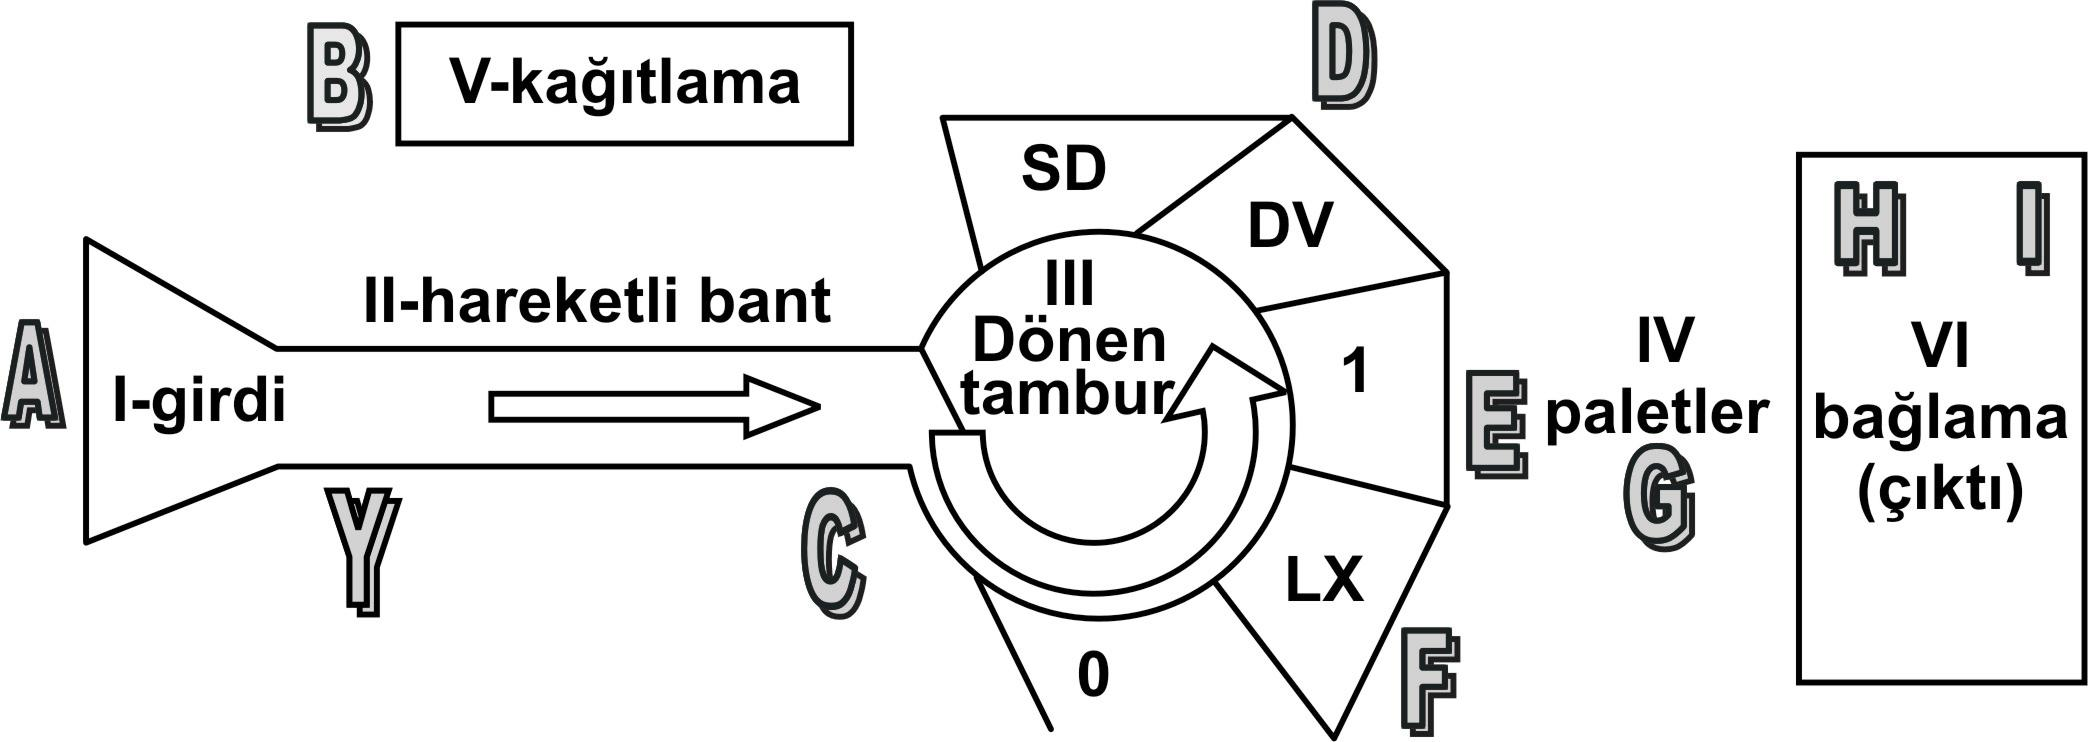 B
V-kağıtlama
D
SD
DV
H I
A
I-girdi
II-hareketli bant
III
Dönen
tambur
1
E
IV
paletler
G
VI
bağlama
(çıktı)
Y
C
LX
F
0